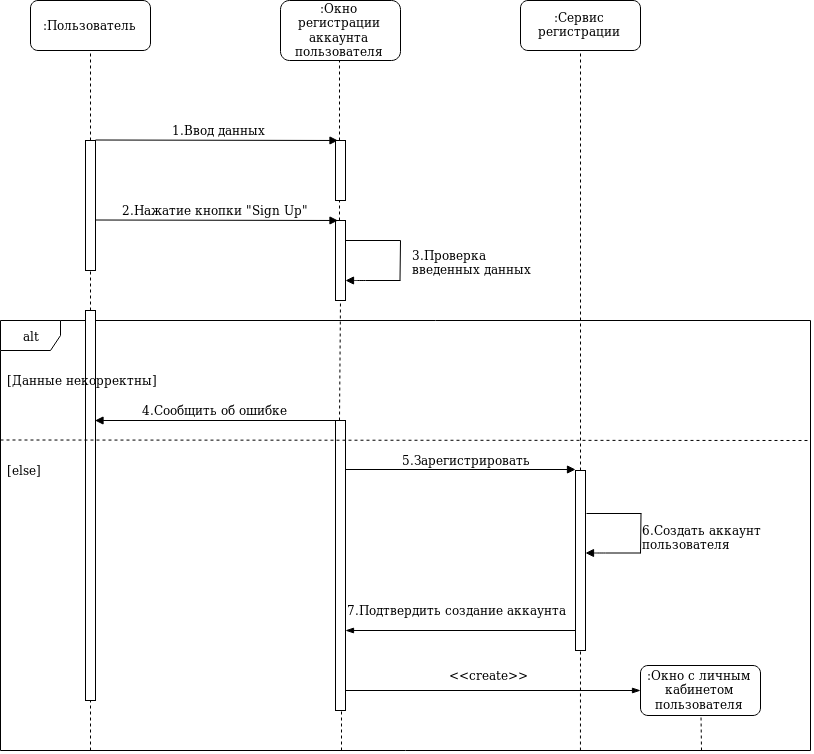 :Пользователь
:Окно
регистрации
аккаунта
пользователя
:Сервис
регистрации
1.Ввод данных
2.Нажатие кнопки "Sign Up"
3.Проверка
введенных данных
alt
[Данные некорректны]
4.Сообщить об ошибке
[else]
5.Зарегистрировать
6.Создать аккаунт
пользователя
7.Подтвердить создание аккаунта
<<create>>
:Окно с личным
кабинетом
пользователя